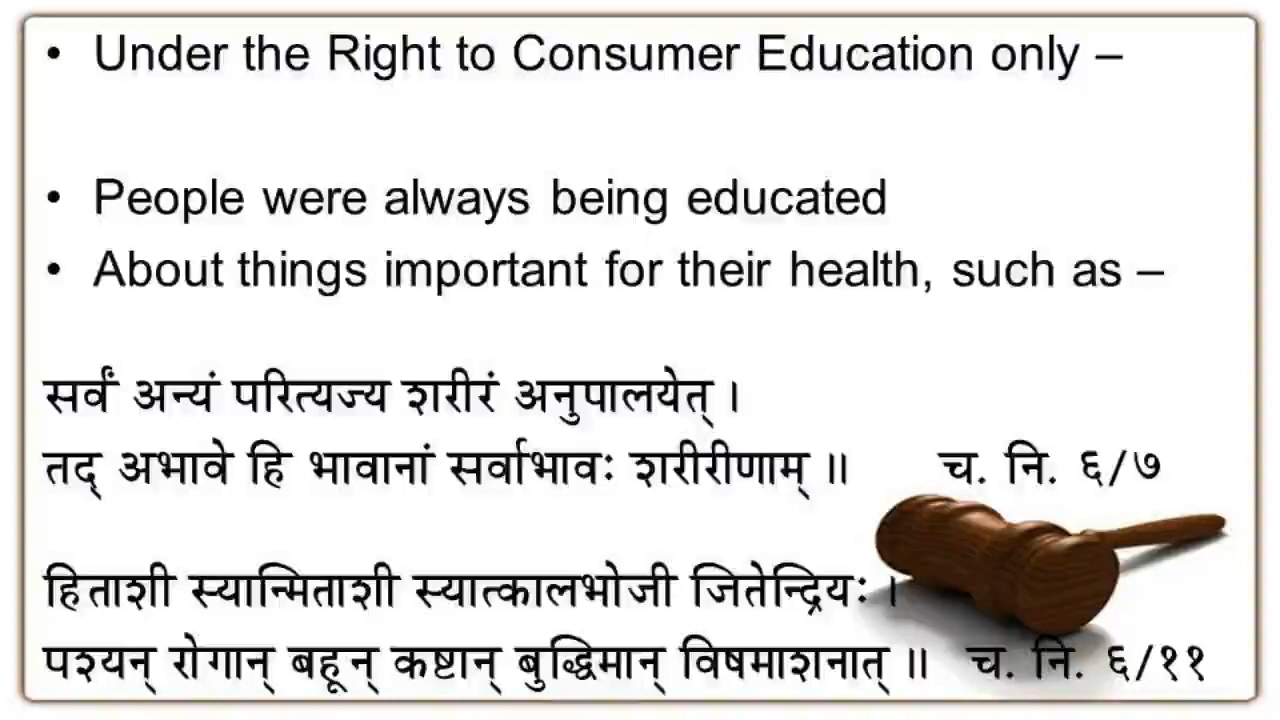 • Under the Right to Consumer Education only –
• People were always being educated
• About things important for their health, such as –
सर्वं अन्यं परित्यज्य शरीरं अनुपालयेत् ।
तद् अभावे हि भावानां सर्वाभावः शरीरीणाम् ॥ च. नि. ६/७
हिताशी स्यान्मिताशी स्यात्कालभोजी जितेन्द्रियः ।
पश्यन् रोगान् बहून् कष्टान् बुद्धिमान् विषमाशनात् ॥ च. नि. ६/११